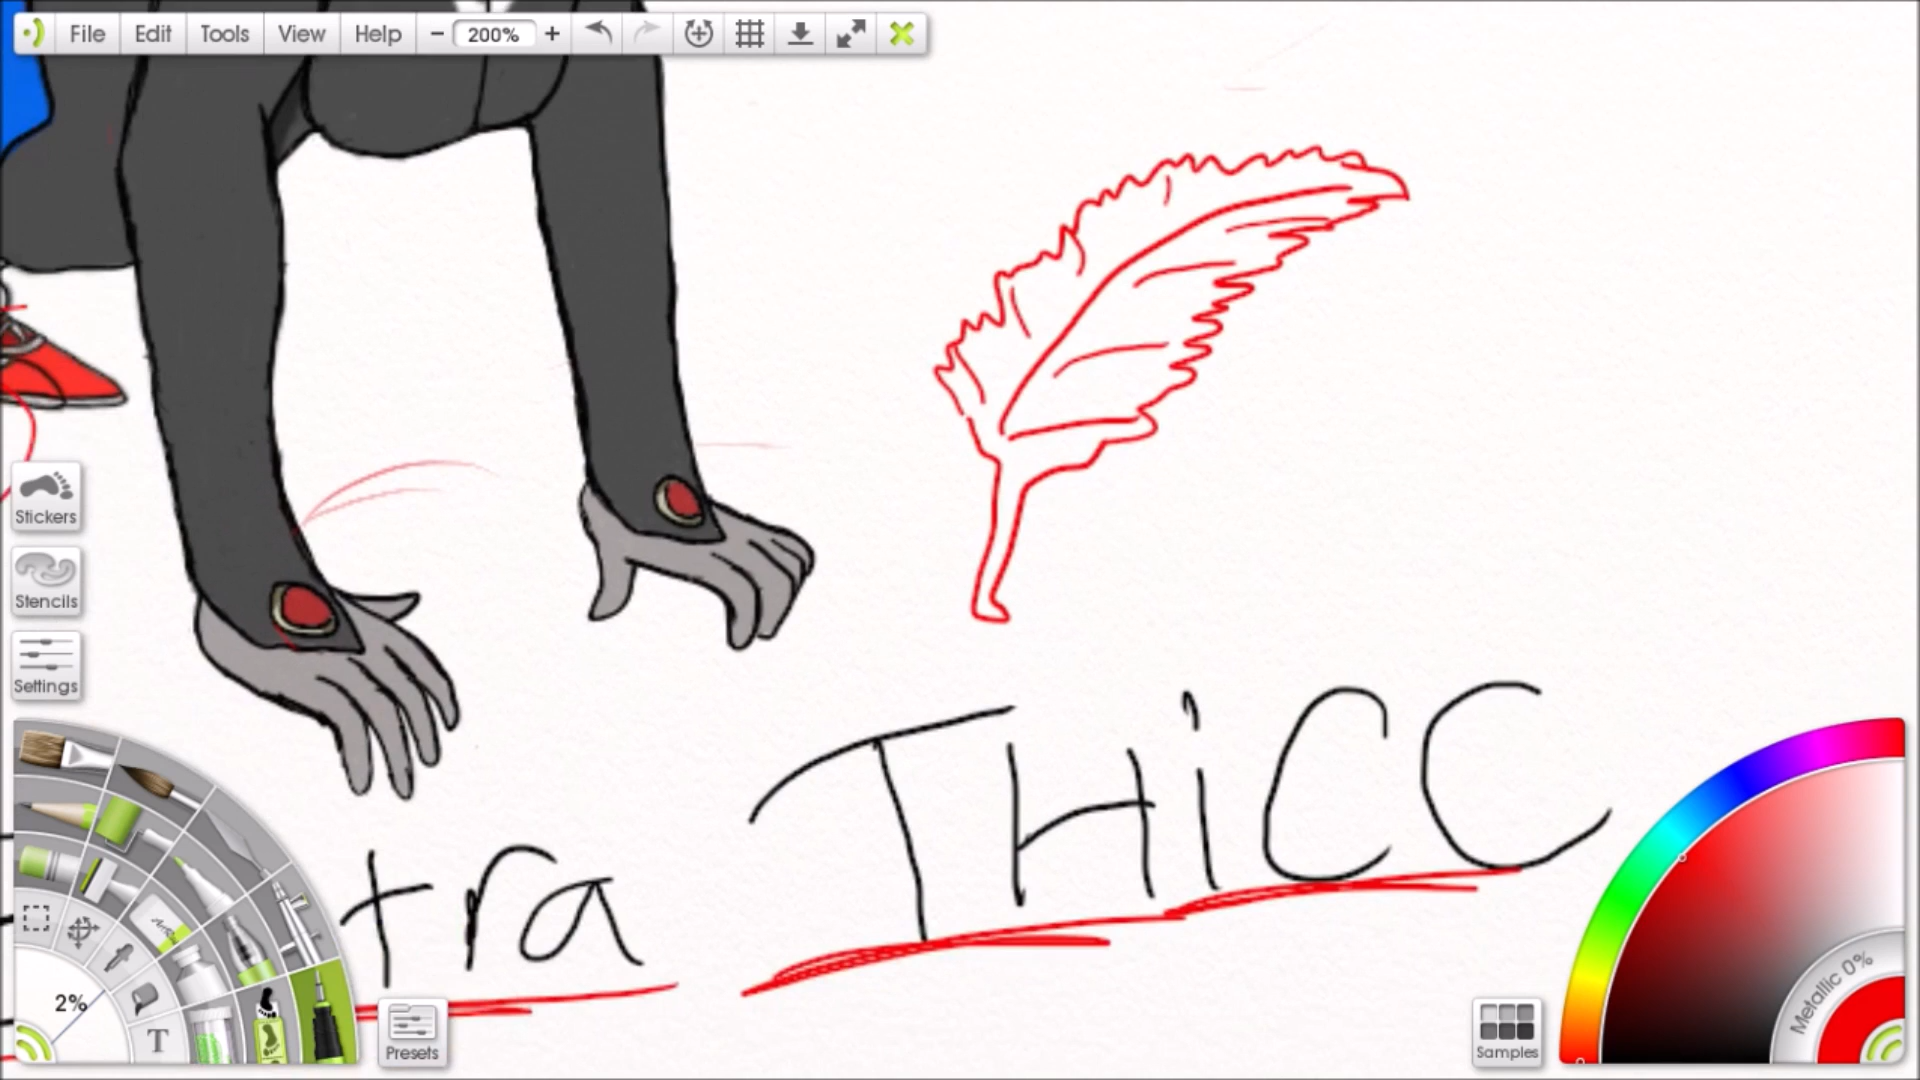 File Edit Tools View Help − 200% +
Stickers
Stencils
Settings
tra THiCC
2%
T
Presets
Metallic 0%
Samples